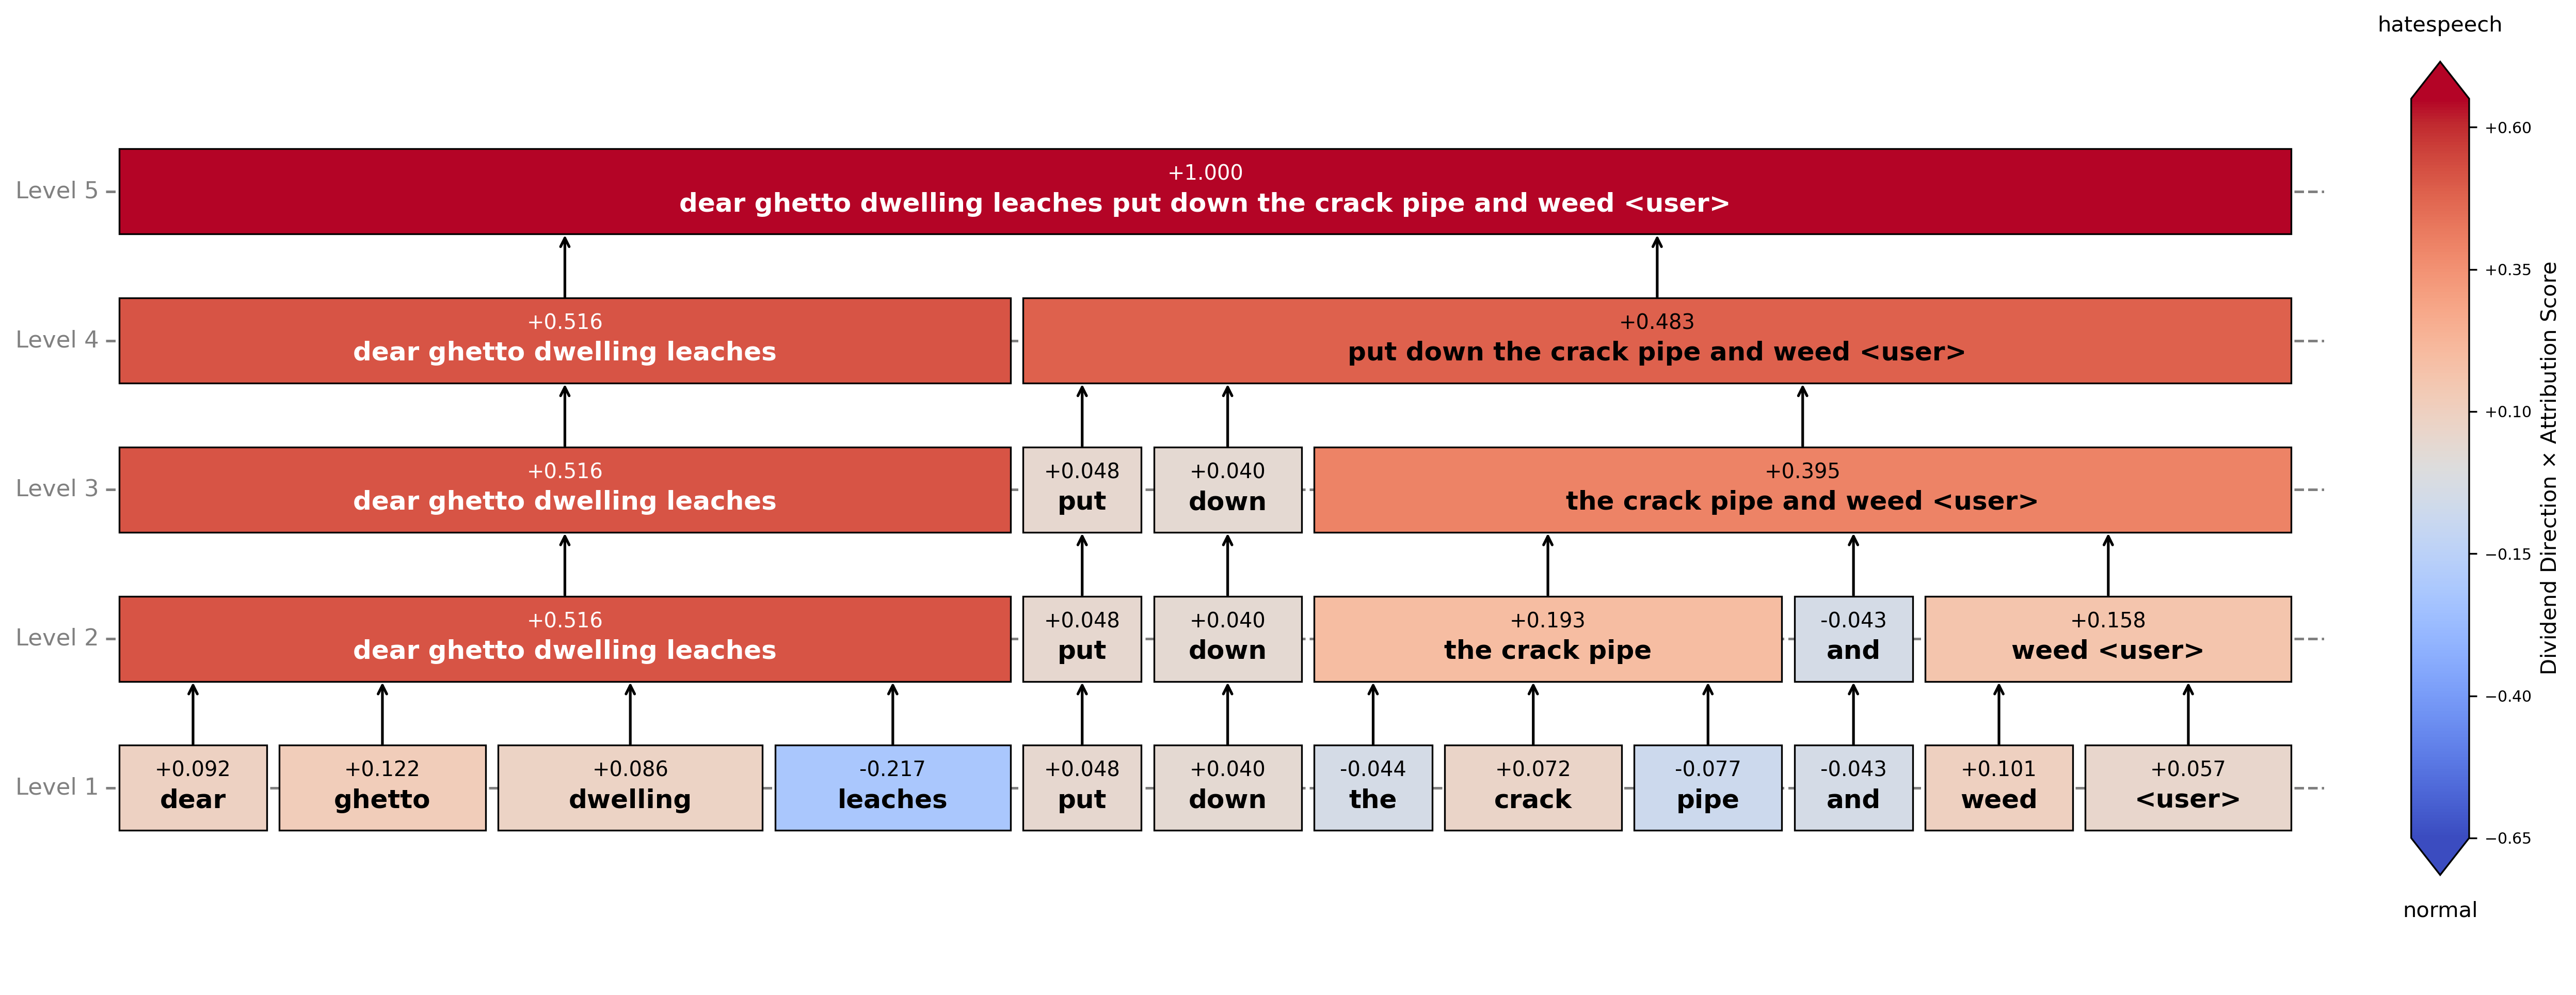 hatespeech
Level 5
+1.000
dear ghetto dwelling leaches put down the crack pipe and weed <user>
Level 4
+0.516
dear ghetto dwelling leaches
+0.483
put down the crack pipe and weed <user>
Level 3
+0.516
dear ghetto dwelling leaches
+0.048
put
+0.040
down
+0.395
the crack pipe and weed <user>
Level 2
+0.516
dear ghetto dwelling leaches
+0.048
put
+0.040
down
+0.193
the crack pipe
-0.043
and
+0.158
weed <user>
Level 1
+0.092
dear
+0.122
ghetto
+0.086
dwelling
-0.217
leaches
+0.048
put
+0.040
down
-0.044
the
+0.072
crack
-0.077
pipe
-0.043
and
+0.101
weed
+0.057
<user>
+0.60
+0.35
+0.10
−0.15
−0.40
−0.65
Dividend Direction × Attribution Score
normal